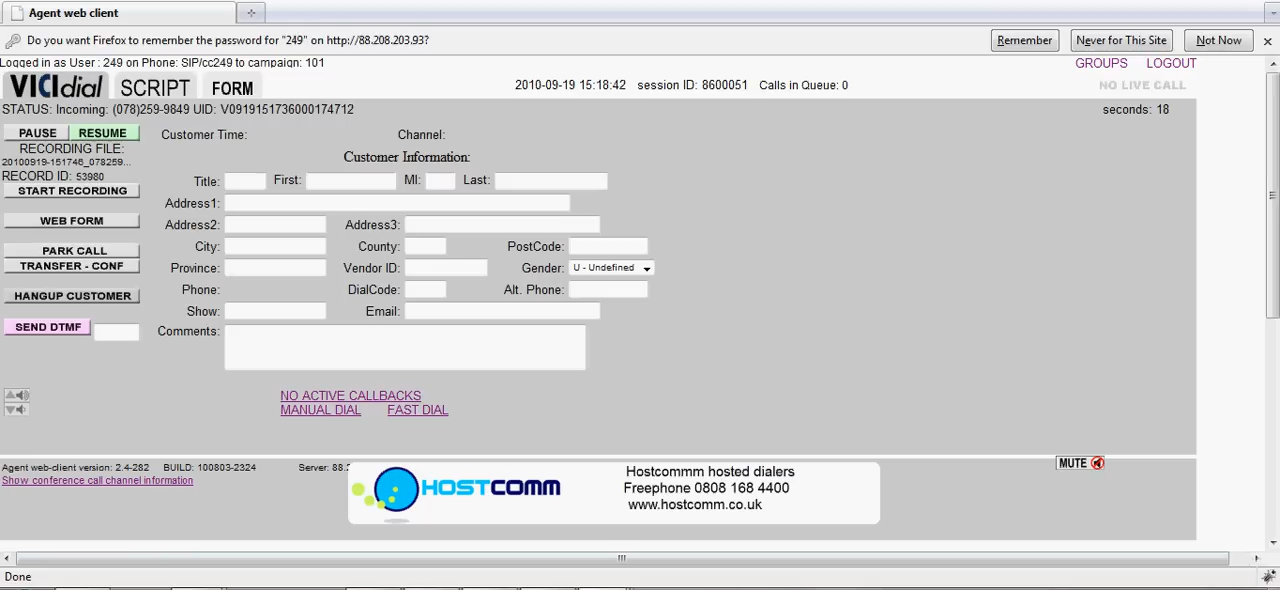 Agent web client
Do you want Firefox to remember the password for "249" on http://88.208.203.93?
Remember
Never for This Site
Not Now
Logged in as User : 249 on Phone: SIP/cc249 to campaign: 101
GROUPS LOGOUT
VICIdial SCRIPT FORM
2010-09-19 15:18:42 session ID: 8600051 Calls in Queue: 0
NO LIVE CALL
STATUS: Incoming: (078)259-9849 UID: V0919151736000174712
seconds: 18
PAUSE RESUME
Customer Time: Channel:
RECORDING FILE:
20100919-151746_078259...
Customer Information:
RECORD ID: 53980
START RECORDING
Title: First: MI: Last:
Address1:
WEB FORM
Address2: Address3:
PARK CALL
City: County: PostCode:
TRANSFER - CONF
Province: Vendor ID: Gender: U - Undefined
HANGUP CUSTOMER
Phone: DialCode: Alt. Phone:
Show: Email:
SEND DTMF
Comments:
NO ACTIVE CALLBACKS
MANUAL DIAL FAST DIAL
MUTE
Agent web-client version: 2.4-282 BUILD: 100803-2324 Server: 88.
Show conference call channel information
HOSTCOMM
Hostcommm hosted dialers
Freephone 0808 168 4400
www.hostcomm.co.uk
Done